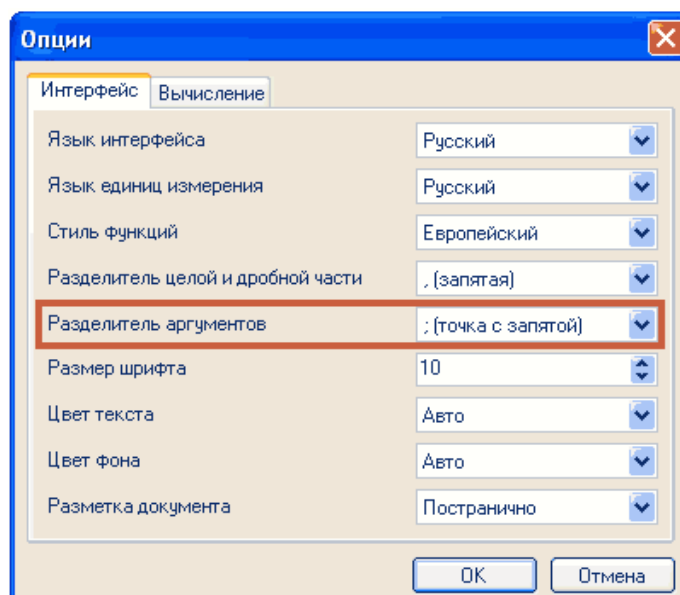 Опции
Интерфейс Вычисление
Язык интерфейса Русский
Язык единиц измерения Русский
Стиль функций Европейский
Разделитель целой и дробной части , (запятая)
Разделитель аргументов ; (точка с запятой)
Размер шрифта 10
Цвет текста Авто
Цвет фона Авто
Разметка документа Постранично
OK Отмена